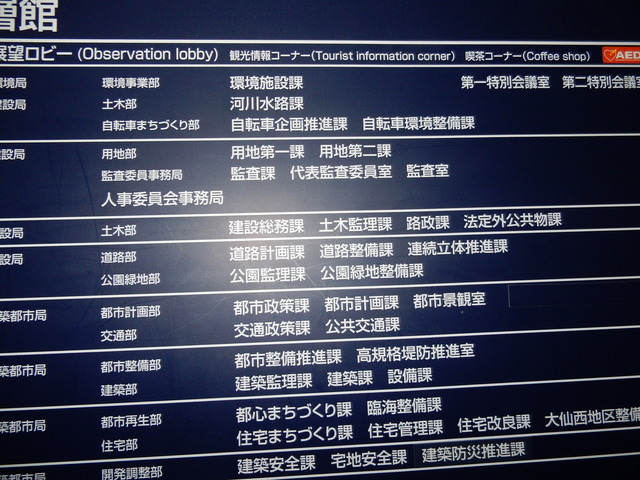 層館
展望ロビー (Observation lobby) 観光情報コーナー(Tourist information corner) 喫茶コーナー(Coffee shop) AED
環境局 環境事業部 環境施設課 第一特別会議室 第二特別会議室
建設局 土木部 河川水路課
自転車まちづくり部 自転車企画推進課 自転車環境整備課
建設局 用地部 用地第一課 用地第二課
監査委員事務局 監査課 代表監査委員室 監査室
人事委員会事務局
建設局 土木部 建設総務課 土木監理課 路政課 法定外公共物課
建設局 道路部 道路計画課 道路整備課 連続立体推進課
公園緑地部 公園監理課 公園緑地整備課
築都市局 都市計画部 都市政策課 都市計画課 都市景観室
交通部 交通政策課 公共交通課
築都市局 都市整備部 都市整備推進課 高規格堤防推進室
建築部 建築監理課 建築課 設備課
築都市局 都市再生部 都心まちづくり課 臨海整備課
住宅部 住宅まちづくり課 住宅管理課 住宅改良課 大仙西地区整備
築都市局 開発調整部 建築安全課 宅地安全課 建築防災推進課